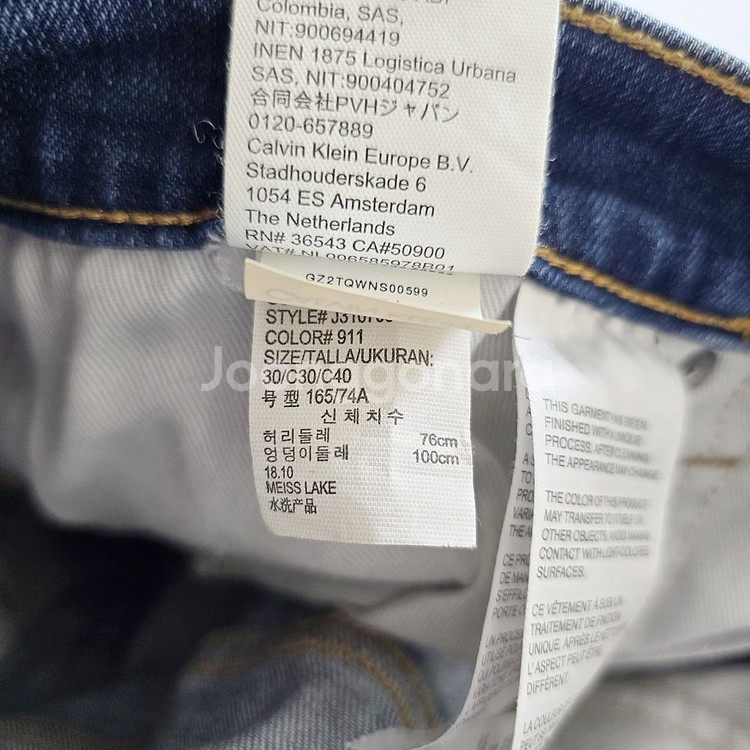 Colombia, SAS,
NIT:900694419
INEN 1875 Logistica Urbana
SAS, NIT:900404752
合同会社PVHジャパン
0120-657889
Calvin Klein Europe B.V.
Stadhouderskade 6
1054 ES Amsterdam
The Netherlands
RN# 36543 CA#50900
VAT# NL006585978B01
GZ2TQWNS00599
STYLE#
COLOR# 911
SIZE/TALLA/UKURAN:
30/C30/C40
号 型 165/74A
신 체 치 수
허리둘레 76cm
엉덩이둘레 100cm
18.10
MEISS LAKE
水洗产品
THIS GARMENT HAS BEEN
FINISHED WITH A UNIQUE
PROCESS. AFTER CLEANING
THE APPEARANCE MAY CHANGE
THE COLOR OF THIS PRODUCT
MAY TRANSFER TO ITSELF OR
OTHER OBJECTS. AVOID
CONTACT WITH LIGHT-COLORED
SURFACES.
CE VÊTEMENT À SUBI UN
TRAITEMENT DE FINITION
UNIQUE. APRÈS LE NETTOYAGE
L'ASPECT PEUT ÊTRE
DIFFÉRENT.